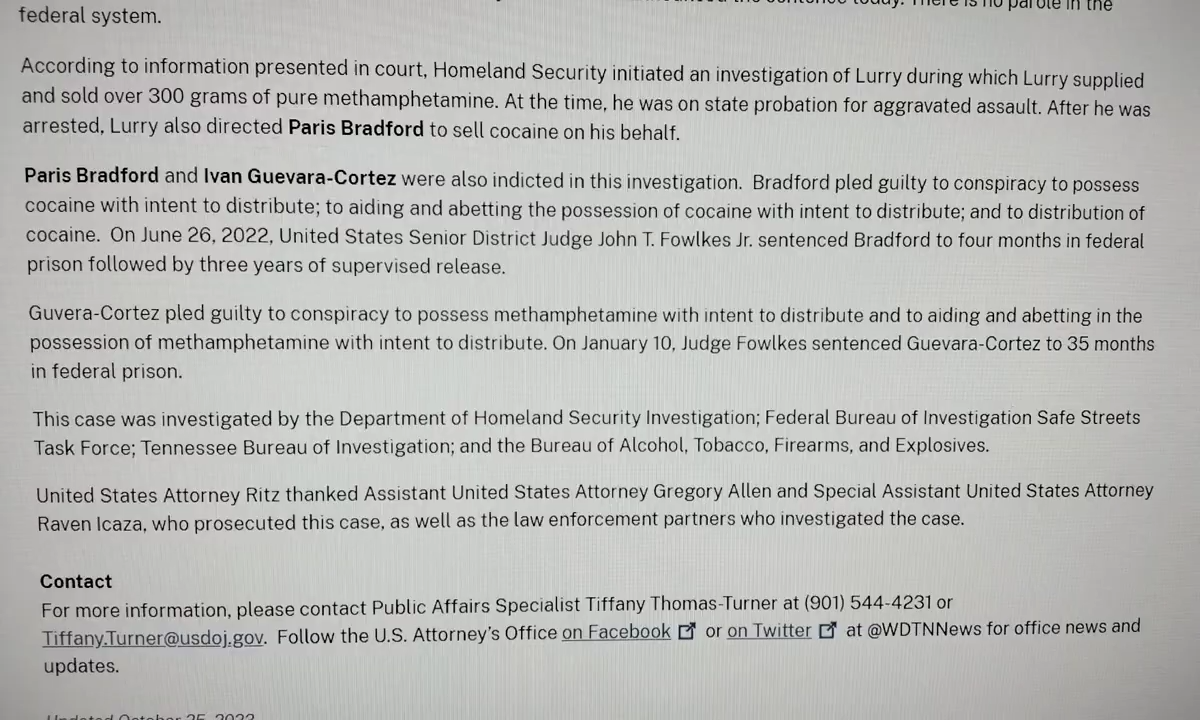 the sentence today. There is no parole in the
federal system.
According to information presented in court, Homeland Security initiated an investigation of Lurry during which Lurry supplied
and sold over 300 grams of pure methamphetamine. At the time, he was on state probation for aggravated assault. After he was
arrested, Lurry also directed Paris Bradford to sell cocaine on his behalf.
Paris Bradford and Ivan Guevara-Cortez were also indicted in this investigation. Bradford pled guilty to conspiracy to possess
cocaine with intent to distribute; to aiding and abetting the possession of cocaine with intent to distribute; and to distribution of
cocaine. On June 26, 2022, United States Senior District Judge John T. Fowlkes Jr. sentenced Bradford to four months in federal
prison followed by three years of supervised release.
Guvera-Cortez pled guilty to conspiracy to possess methamphetamine with intent to distribute and to aiding and abetting in the
possession of methamphetamine with intent to distribute. On January 10, Judge Fowlkes sentenced Guevara-Cortez to 35 months
in federal prison.
This case was investigated by the Department of Homeland Security Investigation; Federal Bureau of Investigation Safe Streets
Task Force; Tennessee Bureau of Investigation; and the Bureau of Alcohol, Tobacco, Firearms, and Explosives.
United States Attorney Ritz thanked Assistant United States Attorney Gregory Allen and Special Assistant United States Attorney
Raven Icaza, who prosecuted this case, as well as the law enforcement partners who investigated the case.
Contact
For more information, please contact Public Affairs Specialist Tiffany Thomas-Turner at (901) 544-4231 or
Tiffany.Turner@usdoj.gov. Follow the U.S. Attorney's Office on Facebook or on Twitter at @WDTNNews for office news and
updates.
Updated October 25, 2022